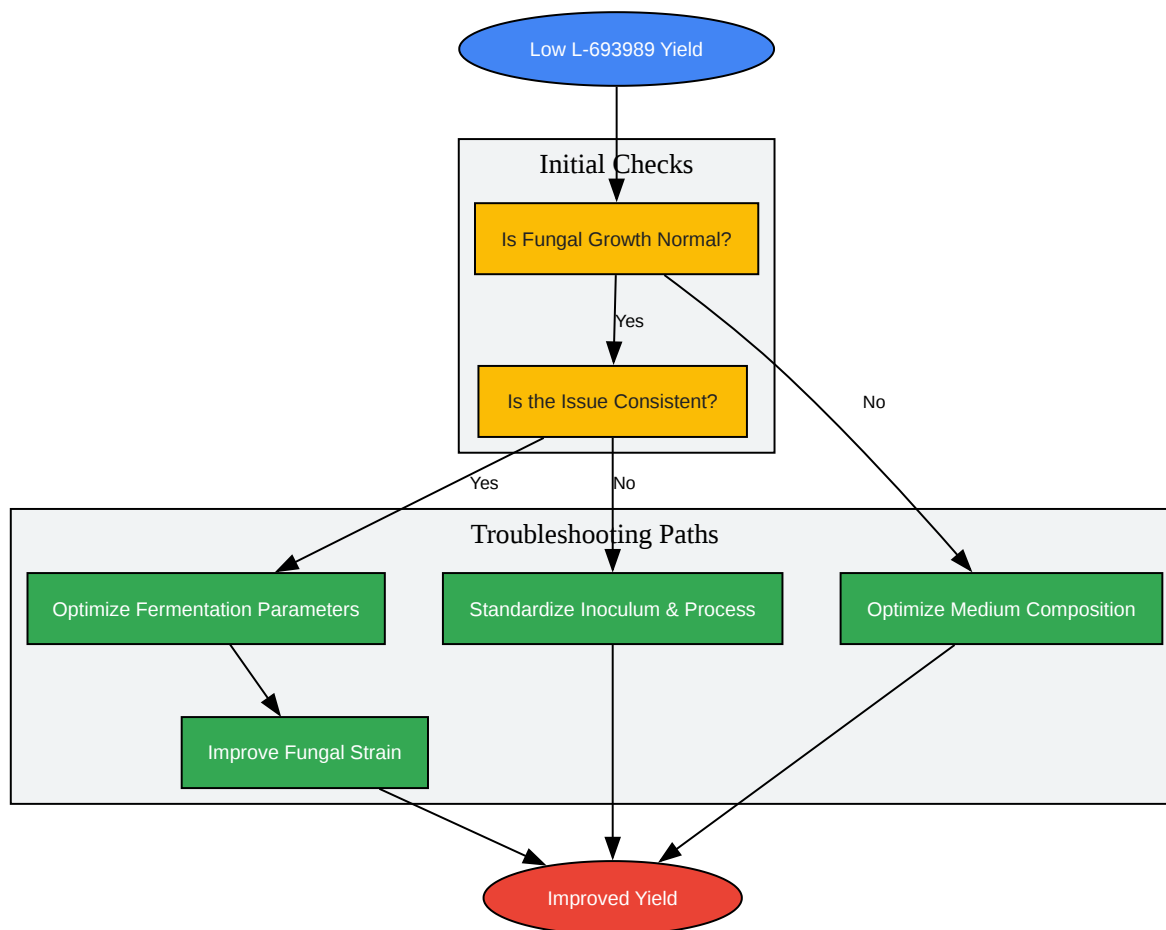 Low L-693989 Yield
Initial Checks
Is Fungal Growth Normal?
Yes
Is the Issue Consistent?
No
Yes
No
Troubleshooting Paths
Optimize Fermentation Parameters
Standardize Inoculum & Process
Optimize Medium Composition
Improve Fungal Strain
Improved Yield